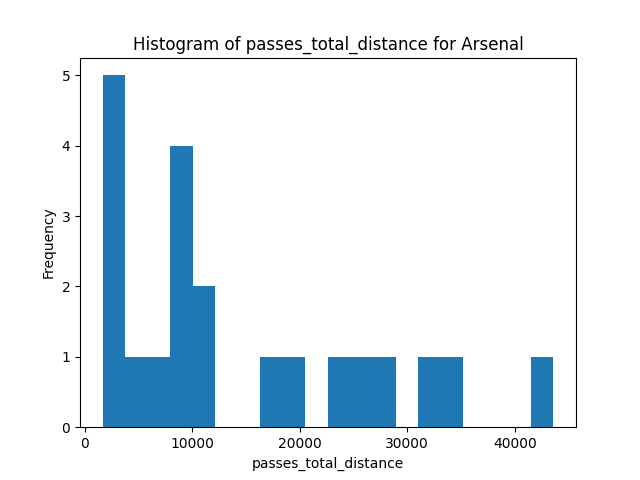 Histogram of passes_total_distance for Arsenal
5
4
3
2
1
0
Frequency
0 10000 20000 30000 40000
passes_total_distance